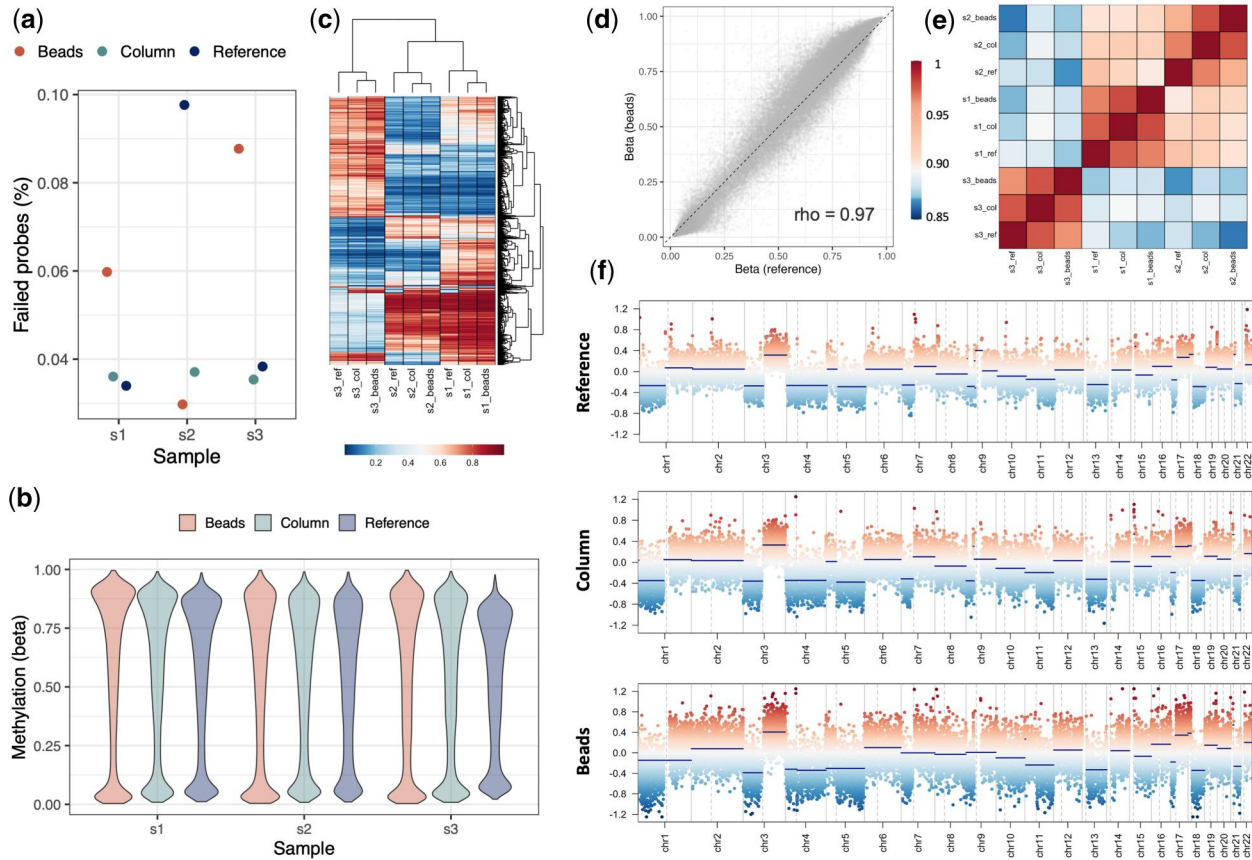 (a)
Beads Column Reference
0.10
0.08
0.06
0.04
Failed probes (%)
s1 s2 s3
Sample
(b)
Beads Column Reference
1.00
0.75
0.50
0.25
0.00
Methylation (beta)
s1 s2 s3
Sample
(c)
s3_ref s3_col s3_beads s2_ref s2_col s2_beads s1_ref s1_col s1_beads
0.2 0.4 0.6 0.8
(d)
1.00
0.75
0.50
0.25
0.00
Beta (beads)
rho = 0.97
0.00 0.25 0.50 0.75 1.00
Beta (reference)
(e)
s2_beads
s2_col
s2_ref
s1_beads
s1_col
s1_ref
s3_beads
s3_col
s3_ref
s3_ref s3_col s3_beads s1_ref s1_col s1_beads s2_ref s2_col s2_beads
1
0.95
0.90
0.85
(f)
Reference
1.2
0.8
0.4
0.0
-0.4
-0.8
-1.2
chr1 chr2 chr3 chr4 chr5 chr6 chr7 chr8 chr9 chr10 chr11 chr12 chr13 chr14 chr15 chr16 chr17 chr18 chr19 chr20 chr21 chr22
Column
1.2
0.8
0.4
0.0
-0.4
-0.8
-1.2
chr1 chr2 chr3 chr4 chr5 chr6 chr7 chr8 chr9 chr10 chr11 chr12 chr13 chr14 chr15 chr16 chr17 chr18 chr19 chr20 chr21 chr22
Beads
1.2
0.8
0.4
0.0
-0.4
-0.8
-1.2
chr1 chr2 chr3 chr4 chr5 chr6 chr7 chr8 chr9 chr10 chr11 chr12 chr13 chr14 chr15 chr16 chr17 chr18 chr19 chr20 chr21 chr22